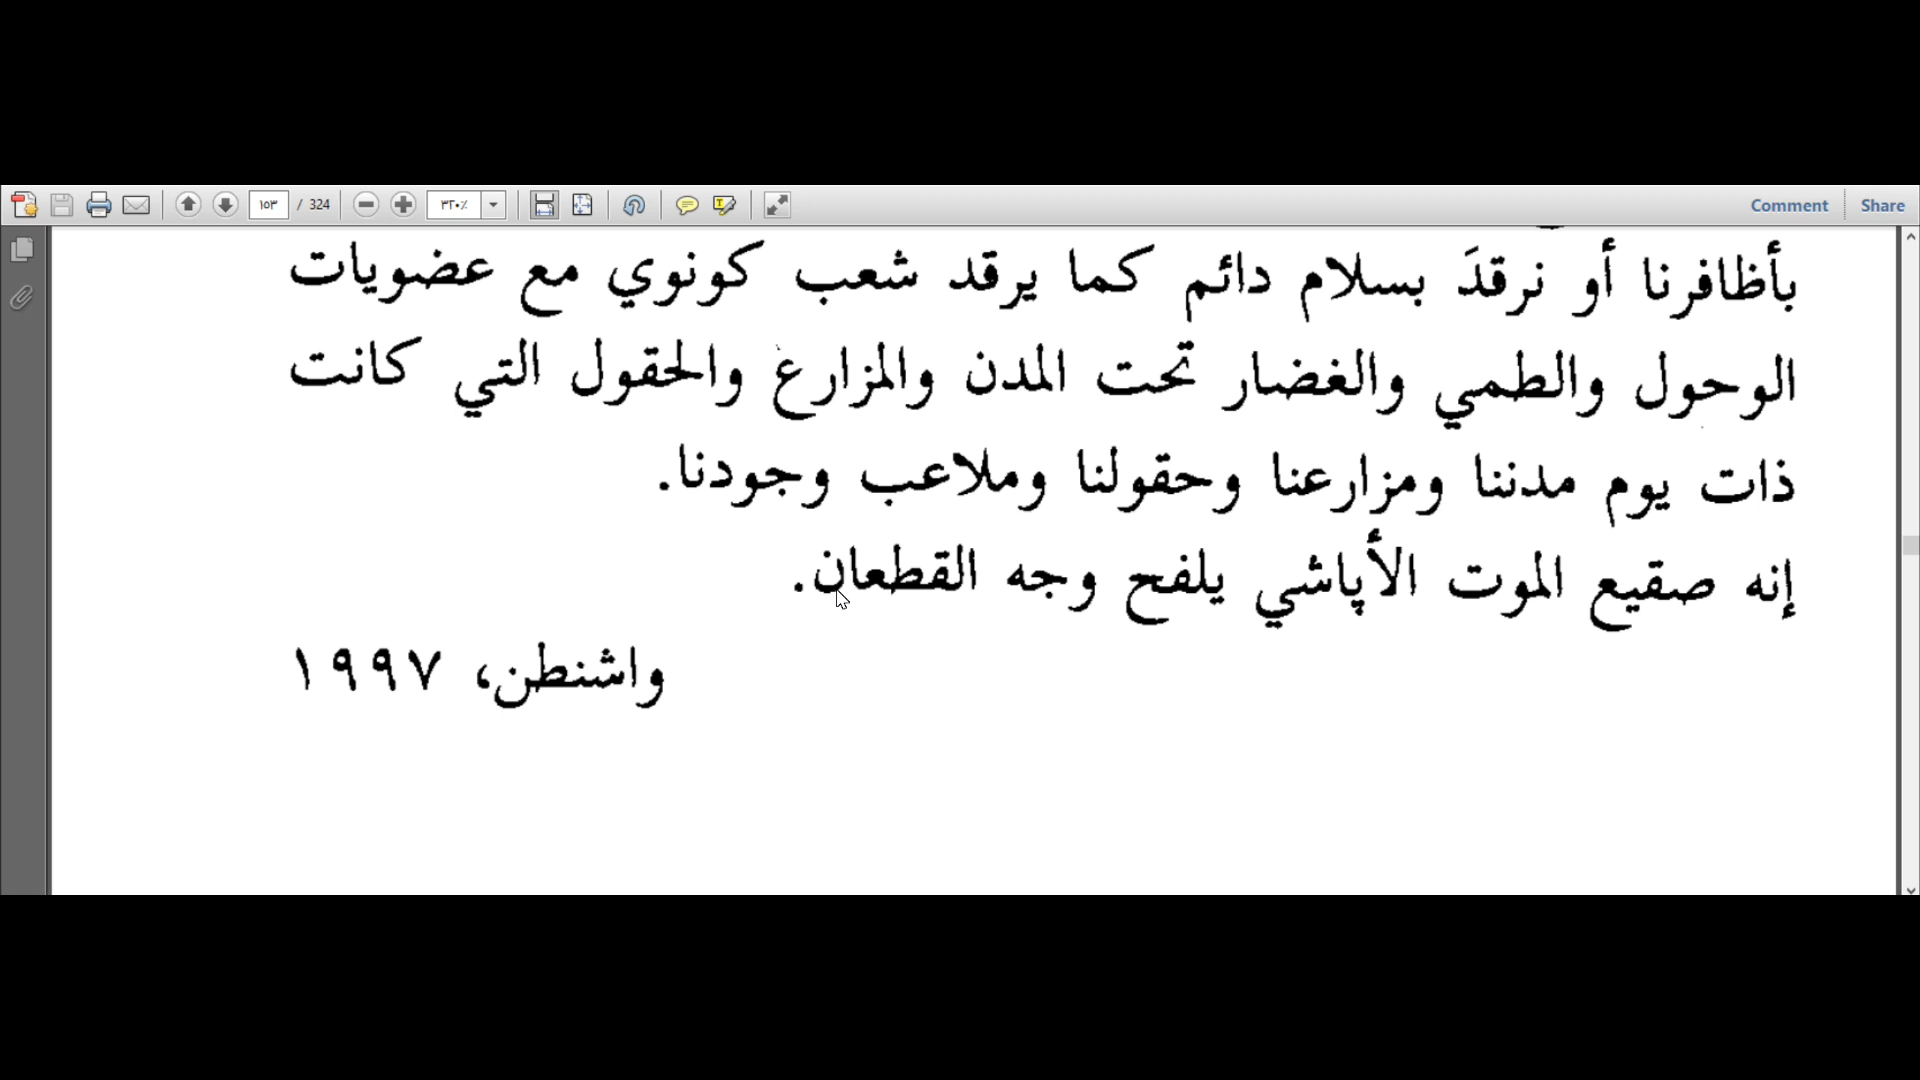 ١٥٣ / 324 ٣٢٠٪ Comment Share
بأظافرنا أو نرقدَ بسلام دائم كما يرقد شعب كونوي مع عضويات
الوحول والطمي والغضار تحت المدن والمزارع والحقول التي كانت
ذات يوم مدننا ومزارعنا وحقولنا وملاعب وجودنا.
إنه صقيع الموت الأپاشي يلفح وجه القطعان.
واشنطن، ١٩٩٧